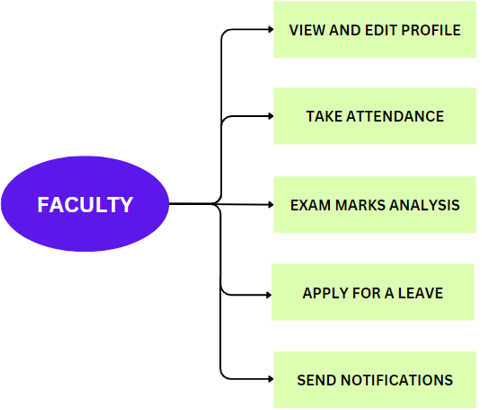 VIEW AND EDIT PROFILE
TAKE ATTENDANCE
FACULTY
EXAM MARKS ANALYSIS
APPLY FOR A LEAVE
SEND NOTIFICATIONS